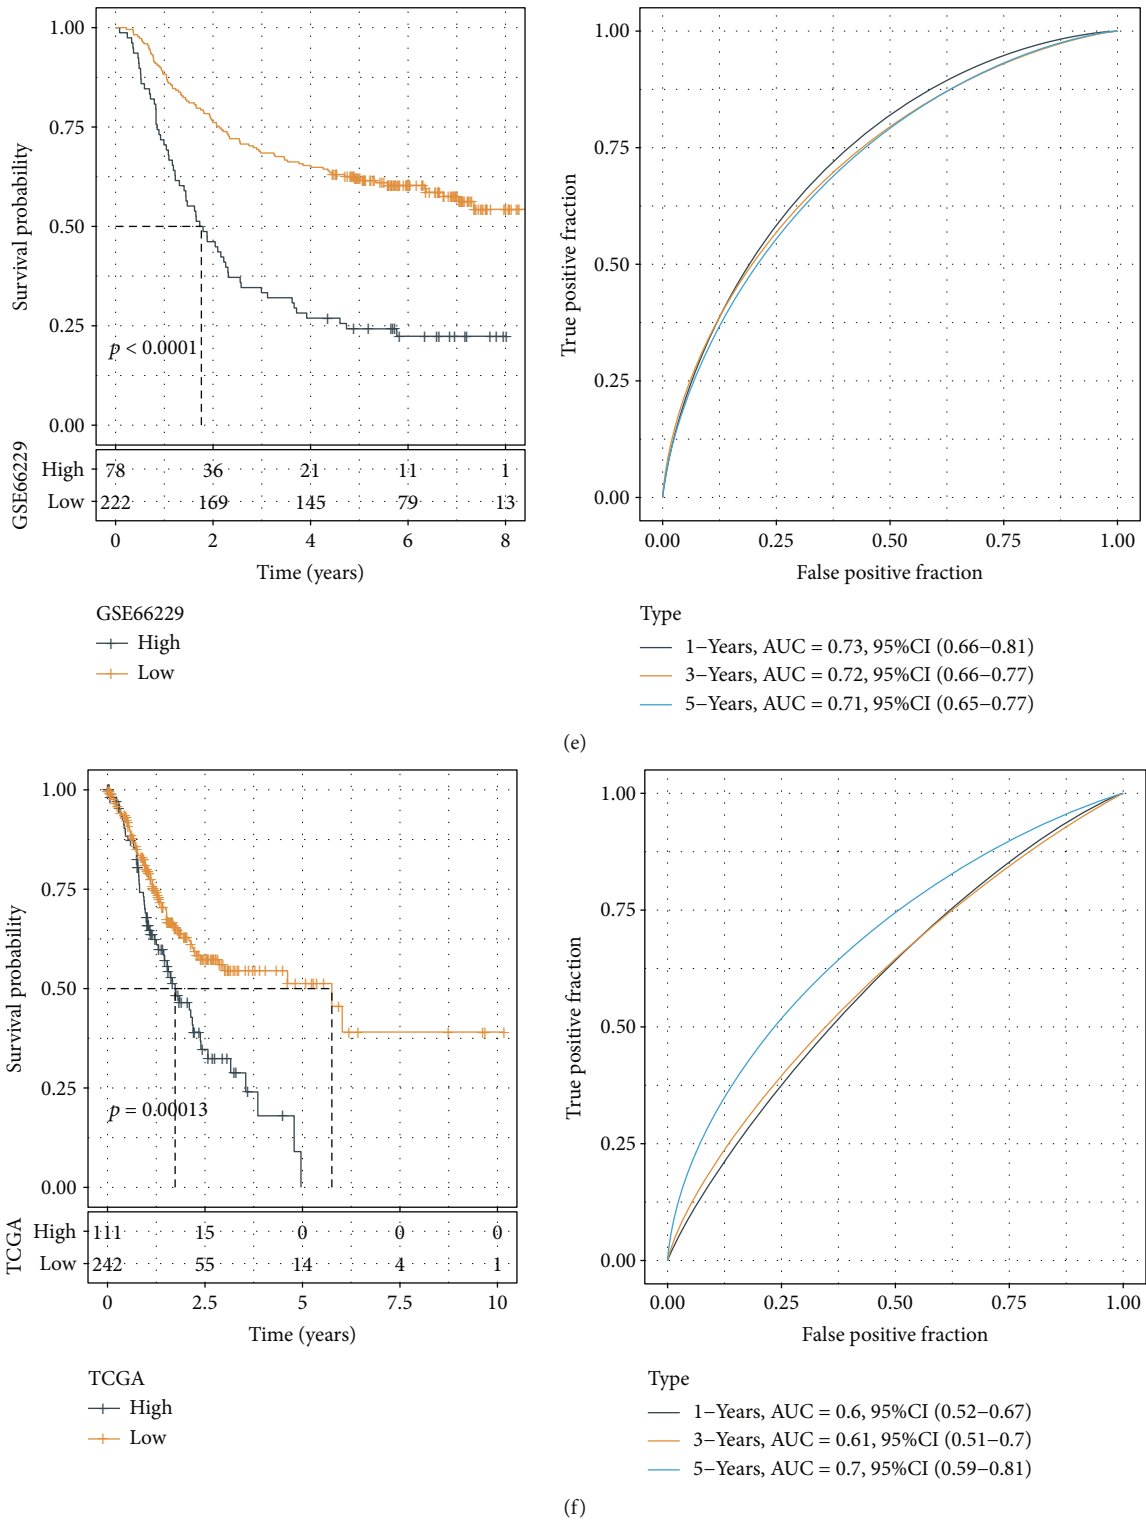 1.00
0.75
0.50
0.25
0.00
Survival probability
p < 0.0001
GSE66229
High 78 36 21 11 1
Low 222 169 145 79 13
0 2 4 6 8
Time (years)
GSE66229
High
Low
1.00
0.75
0.50
0.25
0.00
True positive fraction
0.00 0.25 0.50 0.75 1.00
False positive fraction
Type
1−Years, AUC = 0.73, 95%CI (0.66−0.81)
3−Years, AUC = 0.72, 95%CI (0.66−0.77)
5−Years, AUC = 0.71, 95%CI (0.65−0.77)
(e)
1.00
0.75
0.50
0.25
0.00
Survival probability
p = 0.00013
TCGA
High 111 15 0 0 0
Low 242 55 14 4 1
0 2.5 5 7.5 10
Time (years)
TCGA
High
Low
1.00
0.75
0.50
0.25
0.00
True positive fraction
0.00 0.25 0.50 0.75 1.00
False positive fraction
Type
1−Years, AUC = 0.6, 95%CI (0.52−0.67)
3−Years, AUC = 0.61, 95%CI (0.51−0.7)
5−Years, AUC = 0.7, 95%CI (0.59−0.81)
(f)